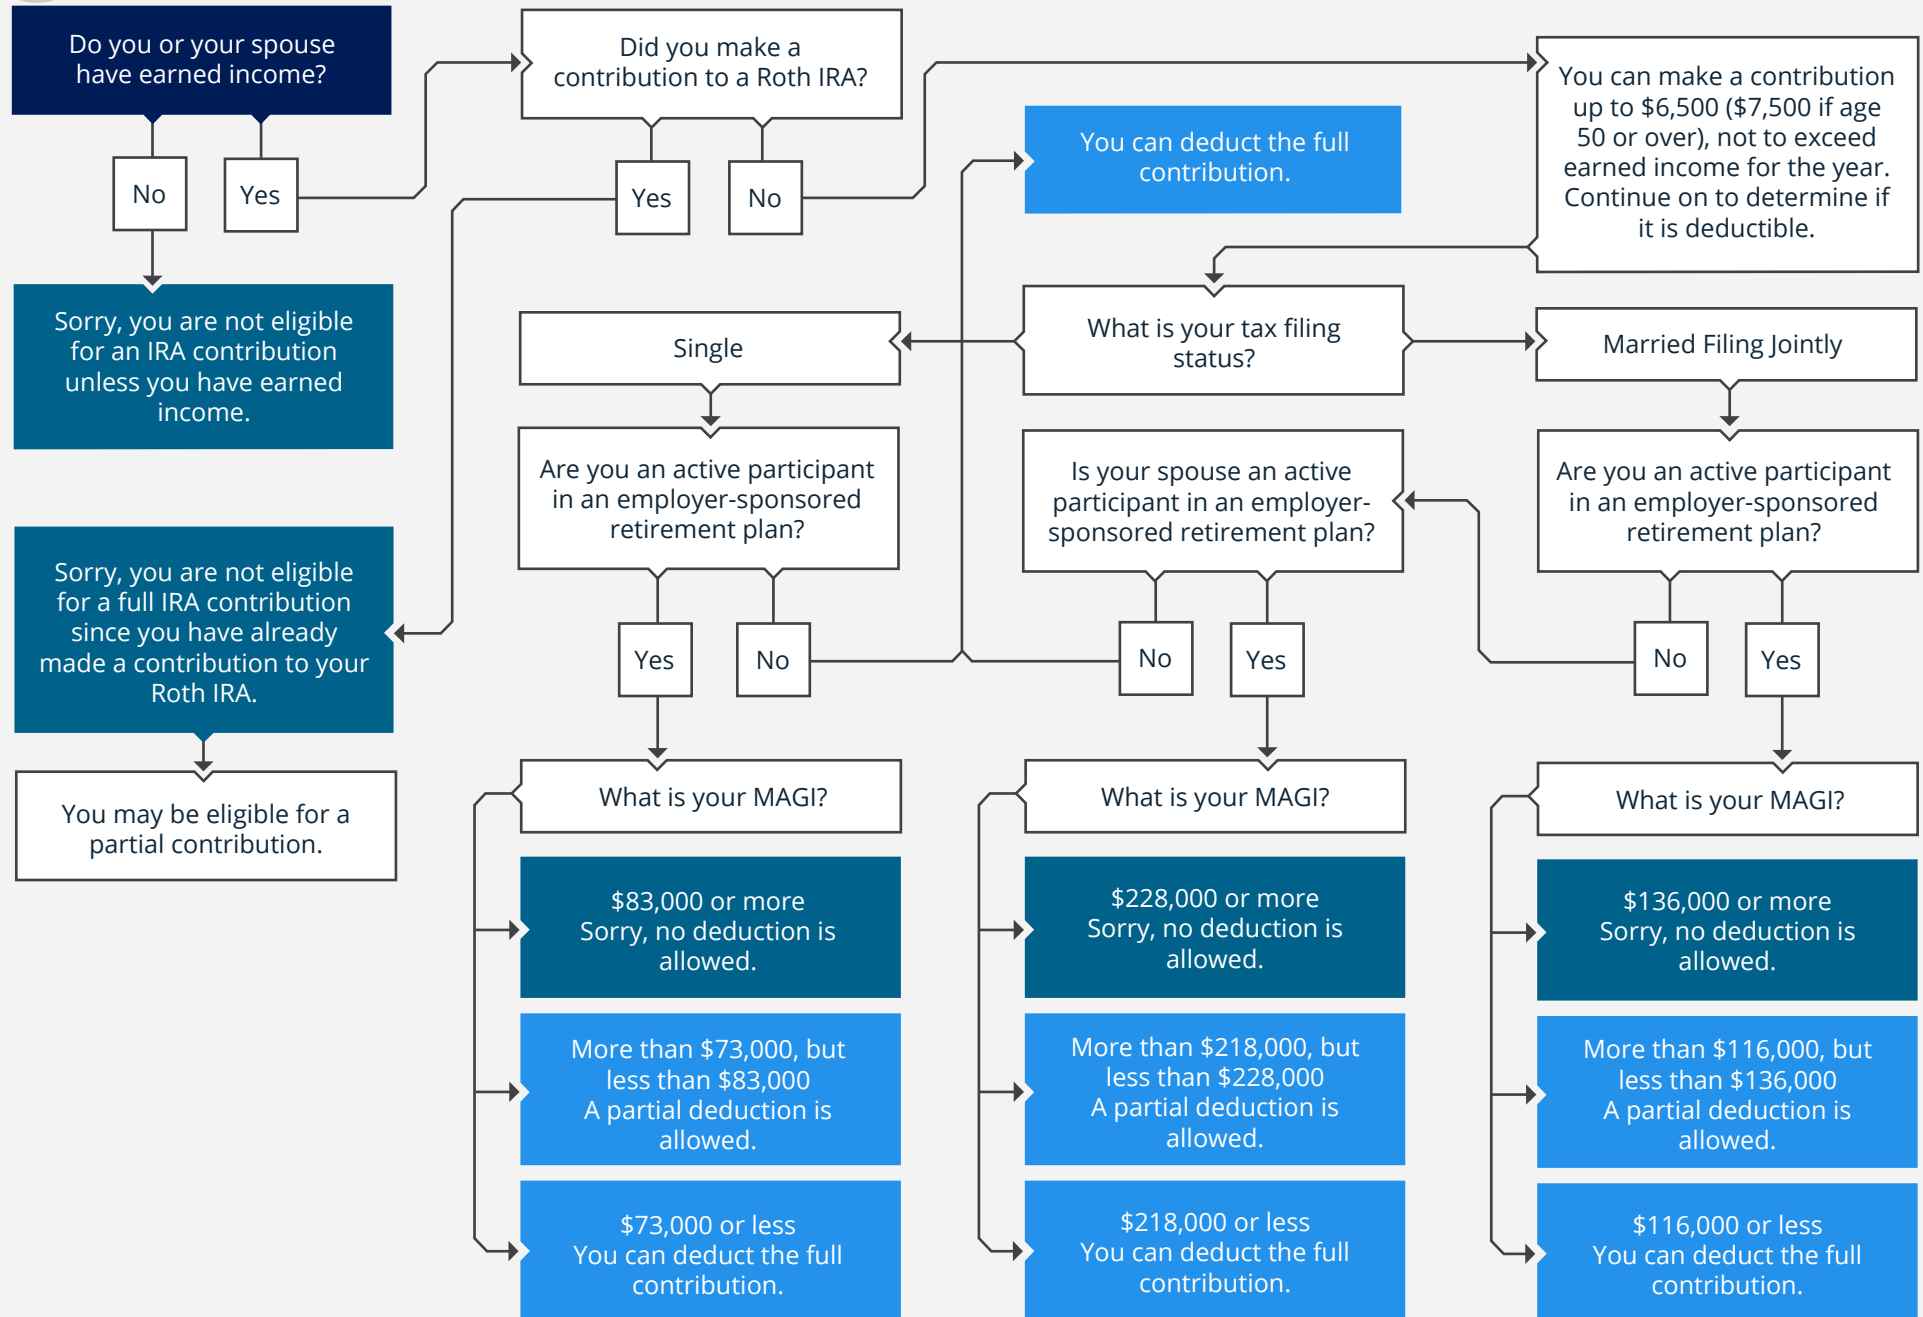 Do you or your spouse
have earned income?
No
Yes
Sorry, you are not eligible
for an IRA contribution
unless you have earned
income.
Did you make a
contribution to a Roth IRA?
Yes
No
Sorry, you are not eligible
for a full IRA contribution
since you have already
made a contribution to your
Roth IRA.
You may be eligible for a
partial contribution.
You can make a contribution
up to $6,500 ($7,500 if age
50 or over), not to exceed
earned income for the year.
Continue on to determine if
it is deductible.
You can deduct the full
contribution.
What is your tax filing
status?
Single
Married Filing Jointly
Are you an active participant
in an employer-sponsored
retirement plan?
Yes
No
Is your spouse an active
participant in an employer-
sponsored retirement plan?
No
Yes
Are you an active participant
in an employer-sponsored
retirement plan?
No
Yes
What is your MAGI?
$83,000 or more
Sorry, no deduction is
allowed.
More than $73,000, but
less than $83,000
A partial deduction is
allowed.
$73,000 or less
You can deduct the full
contribution.
What is your MAGI?
$228,000 or more
Sorry, no deduction is
allowed.
More than $218,000, but
less than $228,000
A partial deduction is
allowed.
$218,000 or less
You can deduct the full
contribution.
What is your MAGI?
$136,000 or more
Sorry, no deduction is
allowed.
More than $116,000, but
less than $136,000
A partial deduction is
allowed.
$116,000 or less
You can deduct the full
contribution.